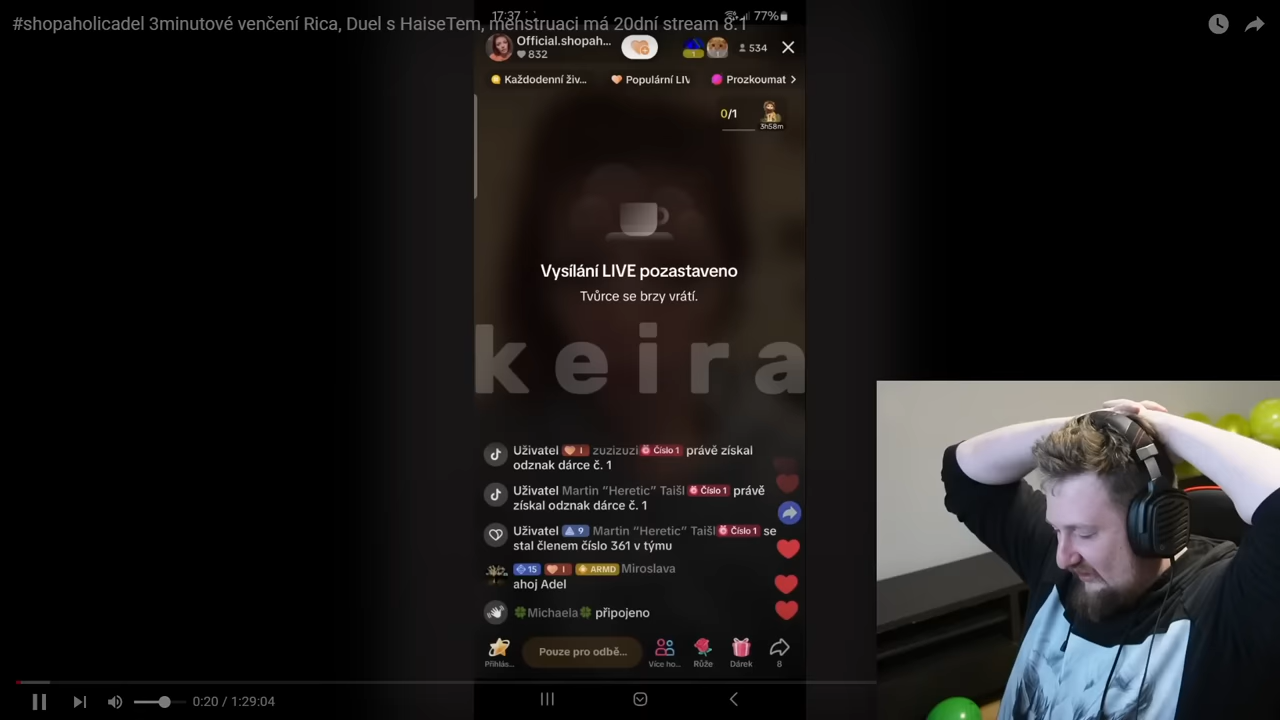 #shopaholicadel 3minutové venčení Rica, Duel s HaiseTem, menstruaci má 20dní stream 8.1
17:37
77%
Official.shopah...
832
534
Každodenní živ...
Populární LIV
Prozkoumat
0/1
3h58m
Vysílání LIVE pozastaveno
Tvůrce se brzy vrátí.
keira
Uživatel I zuzizuzi Číslo 1 právě získal
odznak dárce č. 1
Uživatel Martin “Heretic” Taišl Číslo 1 právě
získal odznak dárce č. 1
Uživatel 9 Martin “Heretic” Taišl Číslo 1 se
stal členem číslo 361 v týmu
15 I ARMD Miroslava
ahoj Adel
Michaela připojeno
Pouze pro odbě...
Přihlás...
Více ho...
Růže
Dárek
8
0:20 / 1:29:04